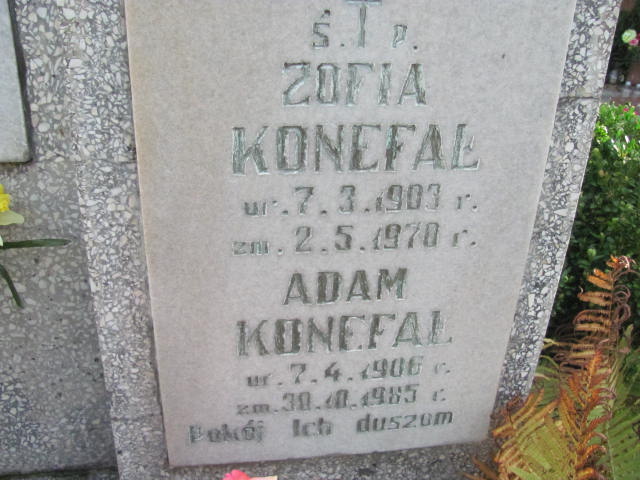 Ś. † P.
ZOFIA
KONEFAŁ
ur. 7.3.1903 r.
zm. 2.5.1970 r.
ADAM
KONEFAŁ
ur. 7.4.1906 r.
zm. 30.10.1985 r.
Pokój Ich duszom